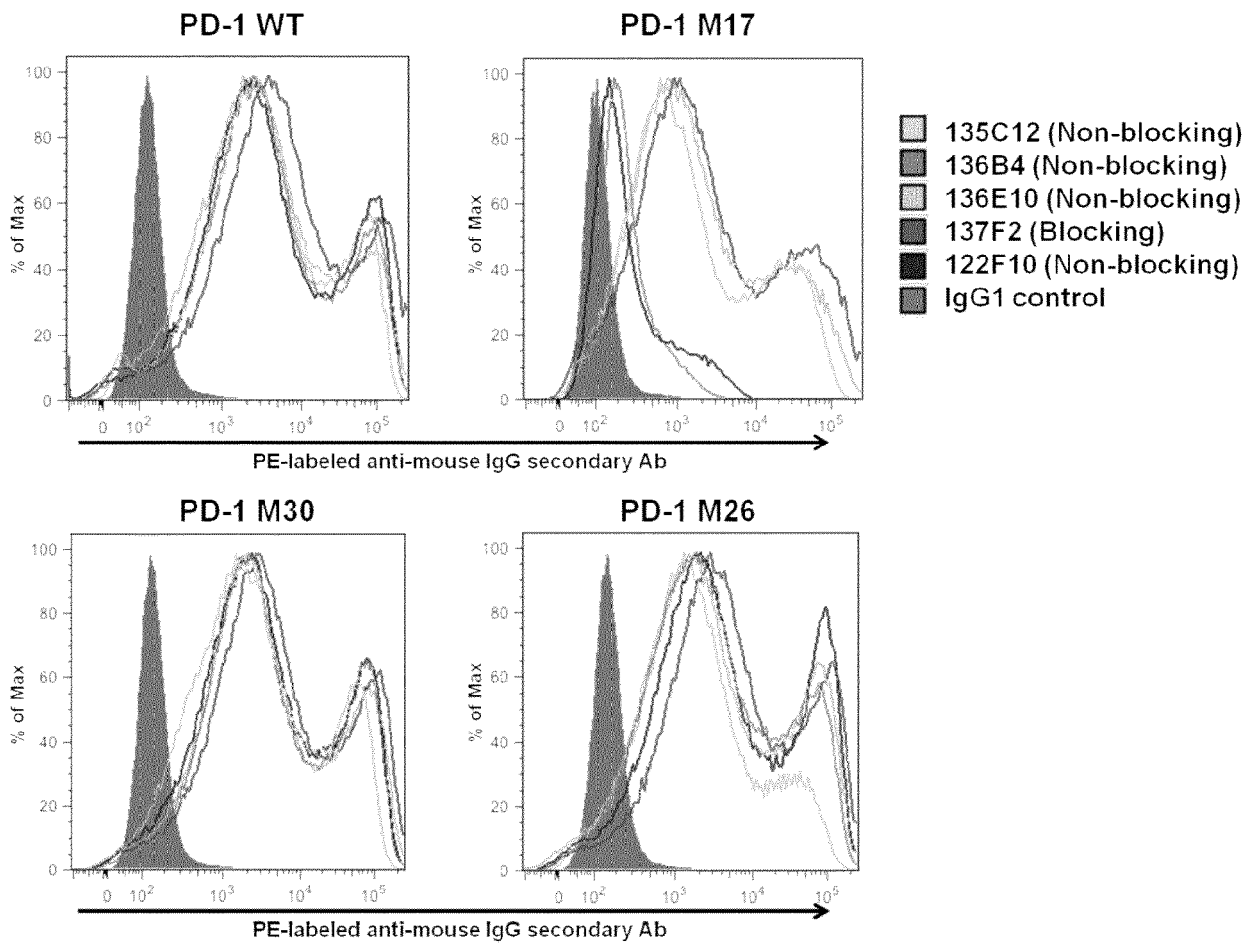 PD-1 WT
PD-1 M17
100
80
60
40
20
0
% of Max
0 10² 10³ 10⁴ 10⁵
100
80
60
40
20
0
% of Max
0 10² 10³ 10⁴ 10⁵
PE-labeled anti-mouse IgG secondary Ab
135C12 (Non-blocking)
136B4 (Non-blocking)
136E10 (Non-blocking)
137F2 (Blocking)
122F10 (Non-blocking)
IgG1 control
PD-1 M30
PD-1 M26
100
80
60
40
20
0
% of Max
0 10² 10³ 10⁴ 10⁵
100
80
60
40
20
0
% of Max
0 10² 10³ 10⁴ 10⁵
PE-labeled anti-mouse IgG secondary Ab